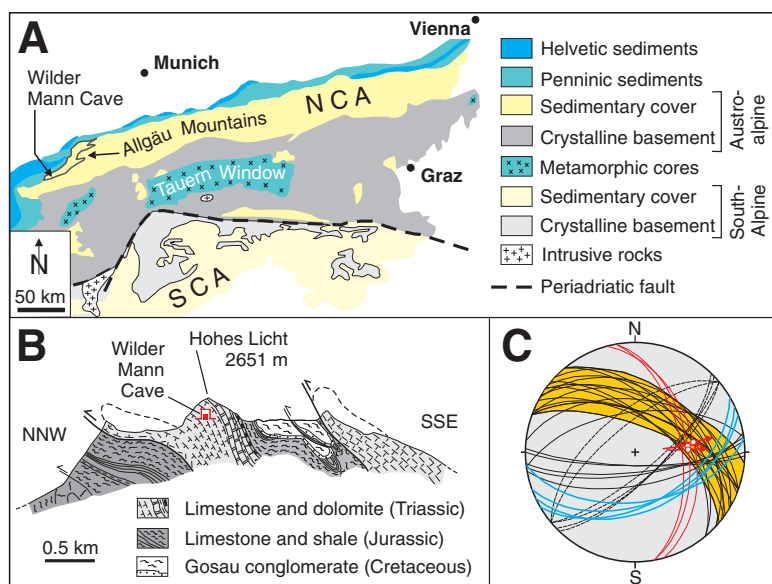 A
Vienna
Munich
Wilder
Mann Cave
NCA
Allgäu Mountains
Tauern Window
Graz
N
50 km
SCA
Helvetic sediments
Penninic sediments
Sedimentary cover
Crystalline basement
Austro-
alpine
Metamorphic cores
Sedimentary cover
Crystalline basement
South-
Alpine
Intrusive rocks
Periadriatic fault
B
Hohes Licht
2651 m
Wilder
Mann
Cave
NNW
SSE
Limestone and dolomite (Triassic)
Limestone and shale (Jurassic)
Gosau conglomerate (Cretaceous)
0.5 km
C
N
S